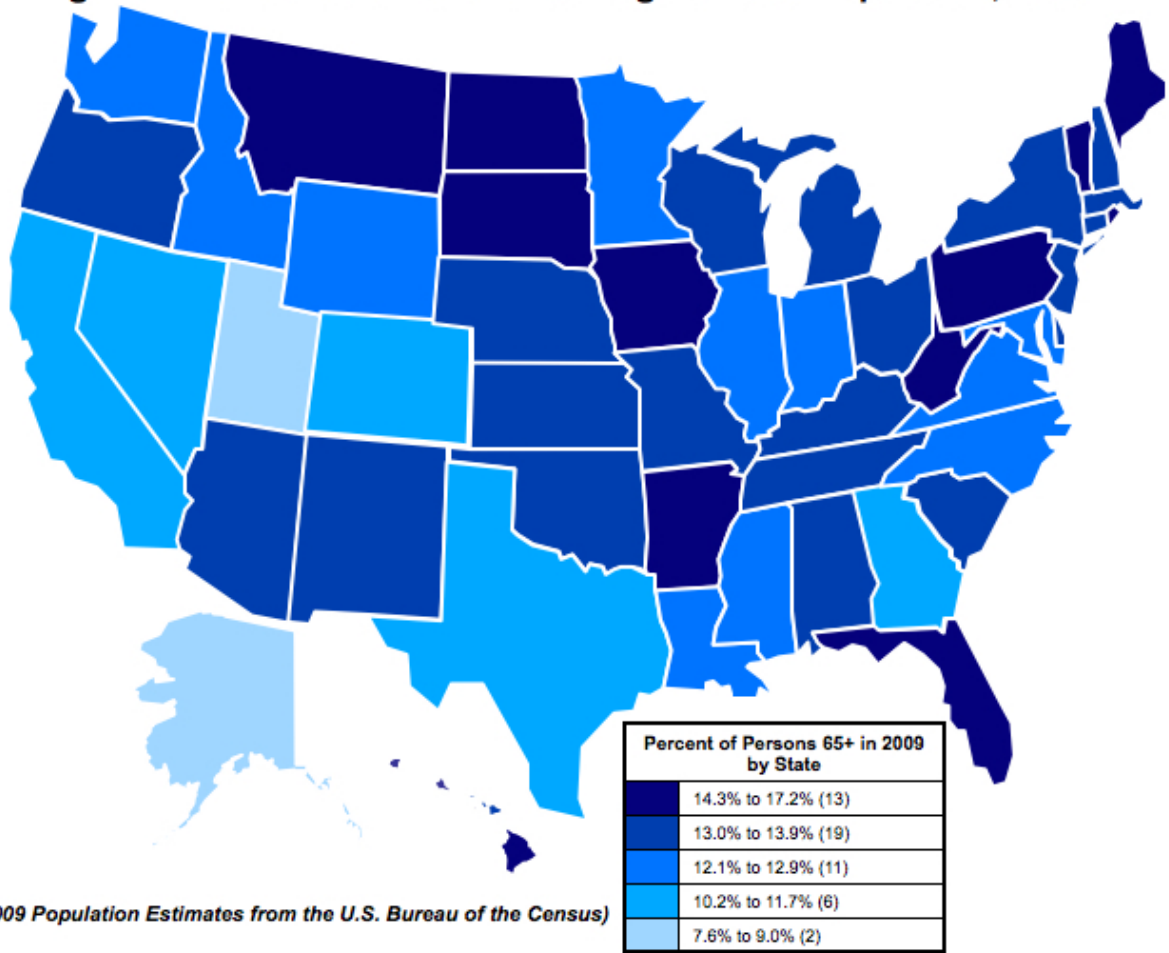 Percent of Persons 65+ in 2009
by State
14.3% to 17.2% (13)
13.0% to 13.9% (19)
12.1% to 12.9% (11)
10.2% to 11.7% (6)
7.6% to 9.0% (2)
009 Population Estimates from the U.S. Bureau of the Census)